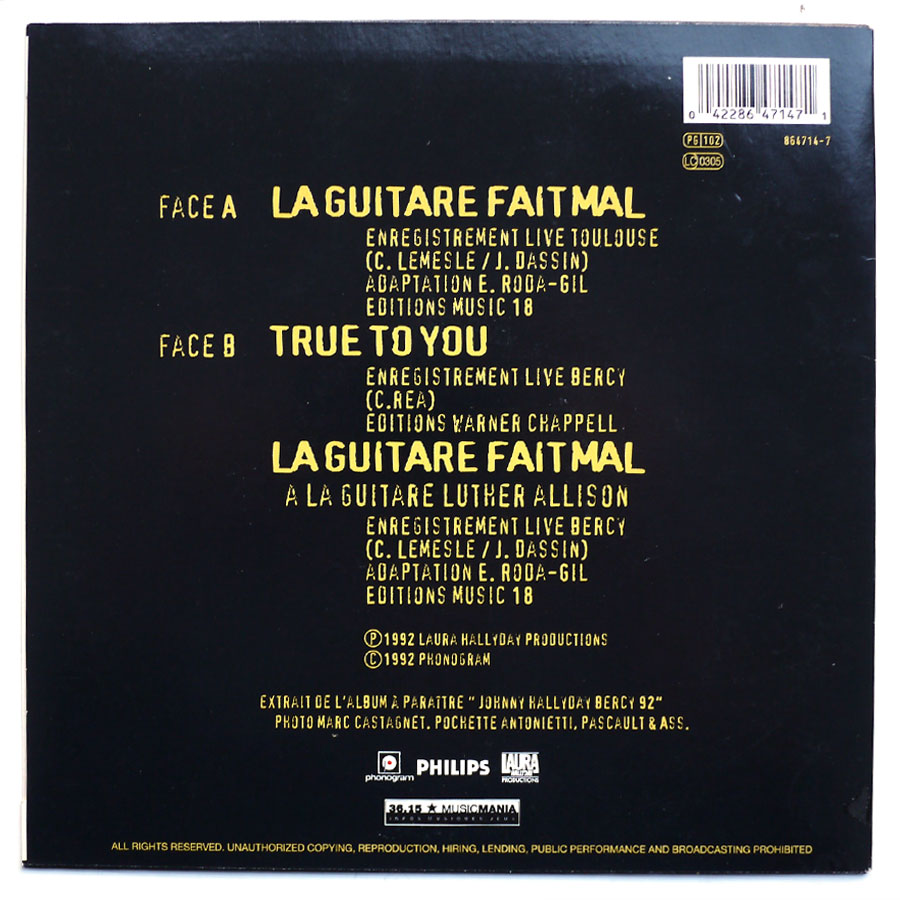 0 42286 47147 1
PG 102
864714-7
LC 0305
FACE A LA GUITARE FAIT MAL
ENREGISTREMENT LIVE TOULOUSE
(C. LEMESLE / J. DASSIN)
ADAPTATION E. RODA-GIL
EDITIONS MUSIC 18
FACE B TRUE TO YOU
ENREGISTREMENT LIVE BERCY
(C.REA)
EDITIONS WARNER CHAPPELL
LA GUITARE FAIT MAL
A LA GUITARE LUTHER ALLISON
ENREGISTREMENT LIVE BERCY
(C. LEMESLE / J. DASSIN)
ADAPTATION E. RODA-GIL
EDITIONS MUSIC 18
Ⓟ 1992 LAURA HALLYDAY PRODUCTIONS
© 1992 PHONOGRAM
EXTRAIT DE L'ALBUM À PARAÎTRE "JOHNNY HALLYDAY BERCY 92"
PHOTO MARC CASTAGNET. POCHETTE ANTONIETTI, PASCAULT & ASS.
phonogram PHILIPS LAURA HALLYDAY PRODUCTIONS
36.15 ★ MUSICMANIA
ALL RIGHTS RESERVED. UNAUTHORIZED COPYING, REPRODUCTION, HIRING, LENDING, PUBLIC PERFORMANCE AND BROADCASTING PROHIBITED